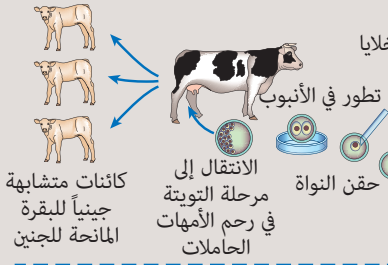 خلايا
تطور في الأنبوب
حقن النواة
الانتقال إلى
مرحلة التويتة
في رحم الأمهات
الحاملات
كائنات متشابهة
جينياً للبقرة
المانحة للجنين